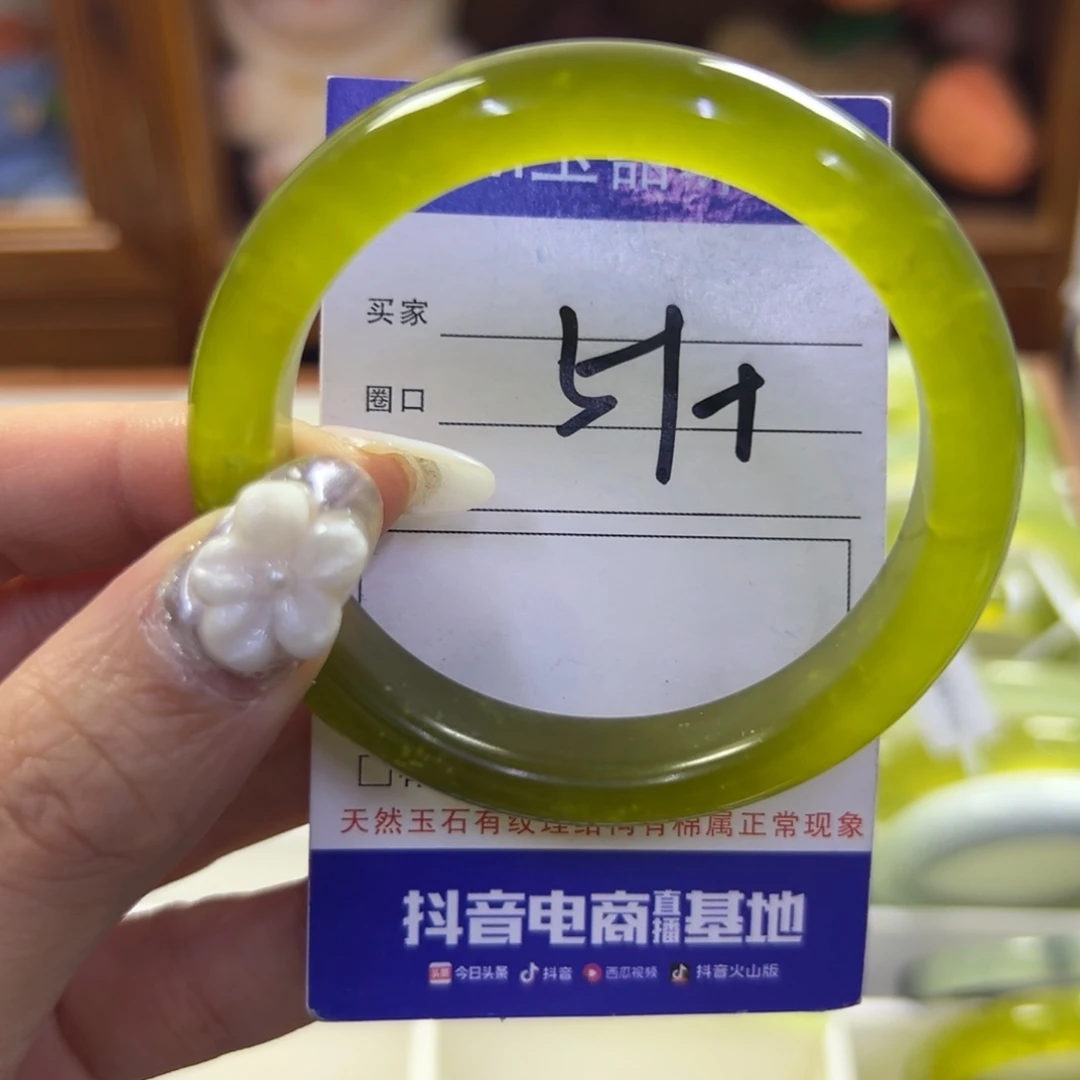 玉品
买家
圈口
天然玉石有纹理结构有棉属正常现象
抖音电商直播基地
今日头条 抖音 西瓜视频 抖音火山版